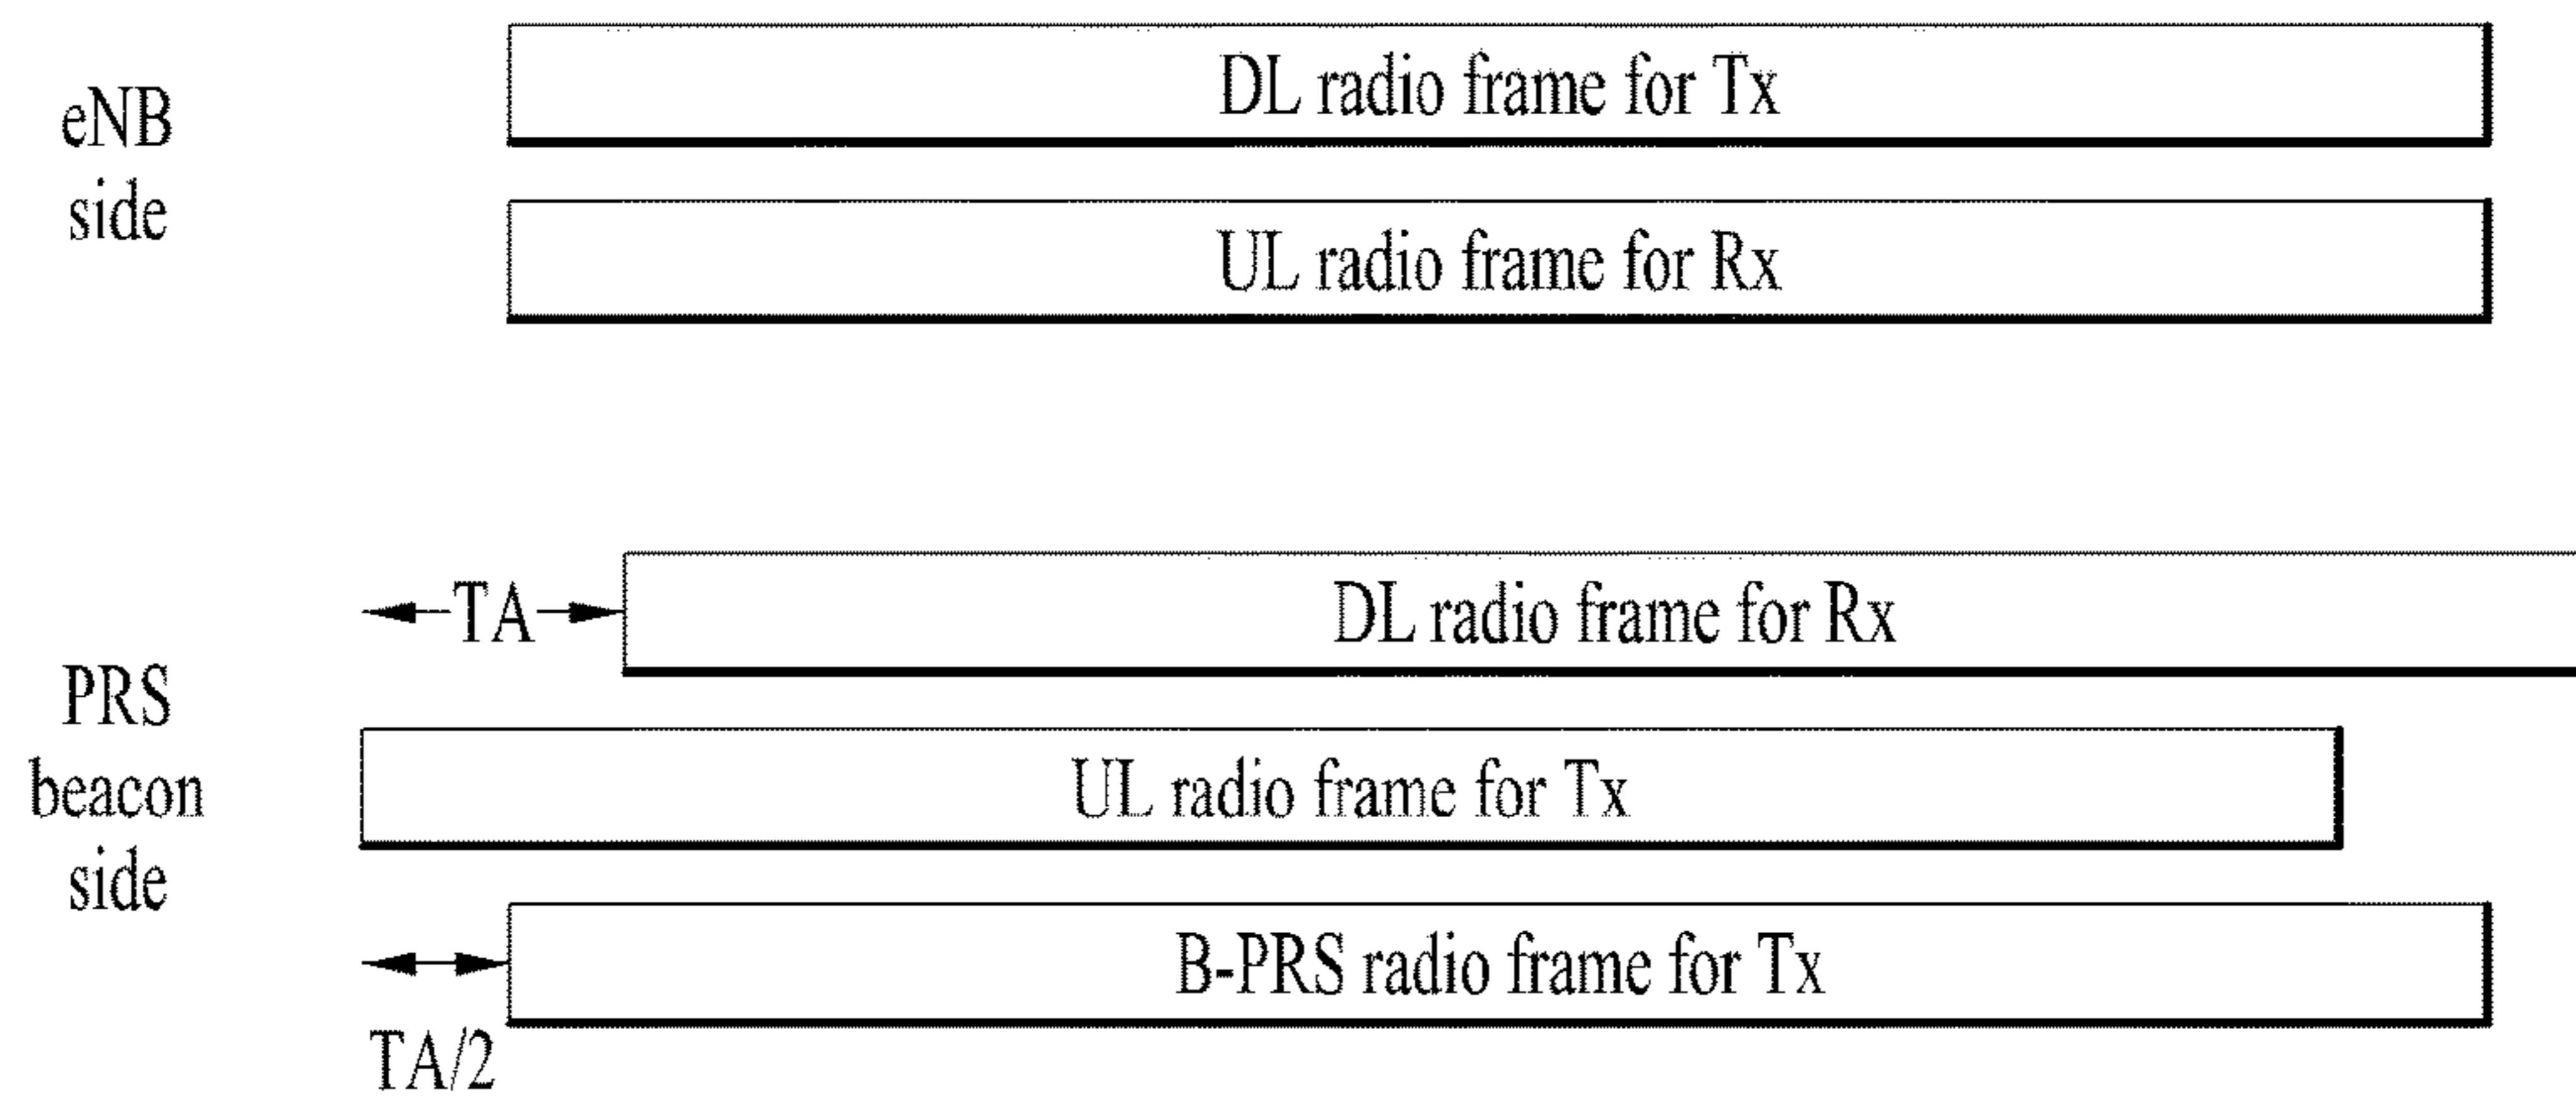 eNB
side
DL radio frame for Tx
UL radio frame for Rx
PRS
beacon
side
TA
DL radio frame for Rx
UL radio frame for Tx
B-PRS radio frame for Tx
TA/2